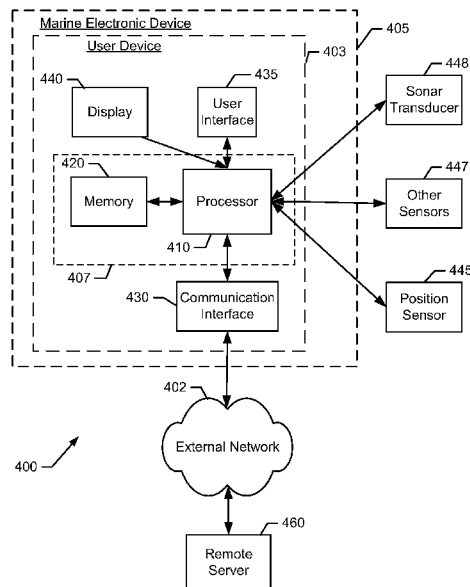 Marine Electronic Device
User Device
403
405
440
435
448
Display
User
Interface
Sonar
Transducer
420
447
Memory
Processor
Other
Sensors
410
445
407
430
Communication
Interface
Position
Sensor
402
External Network
400
460
Remote
Server